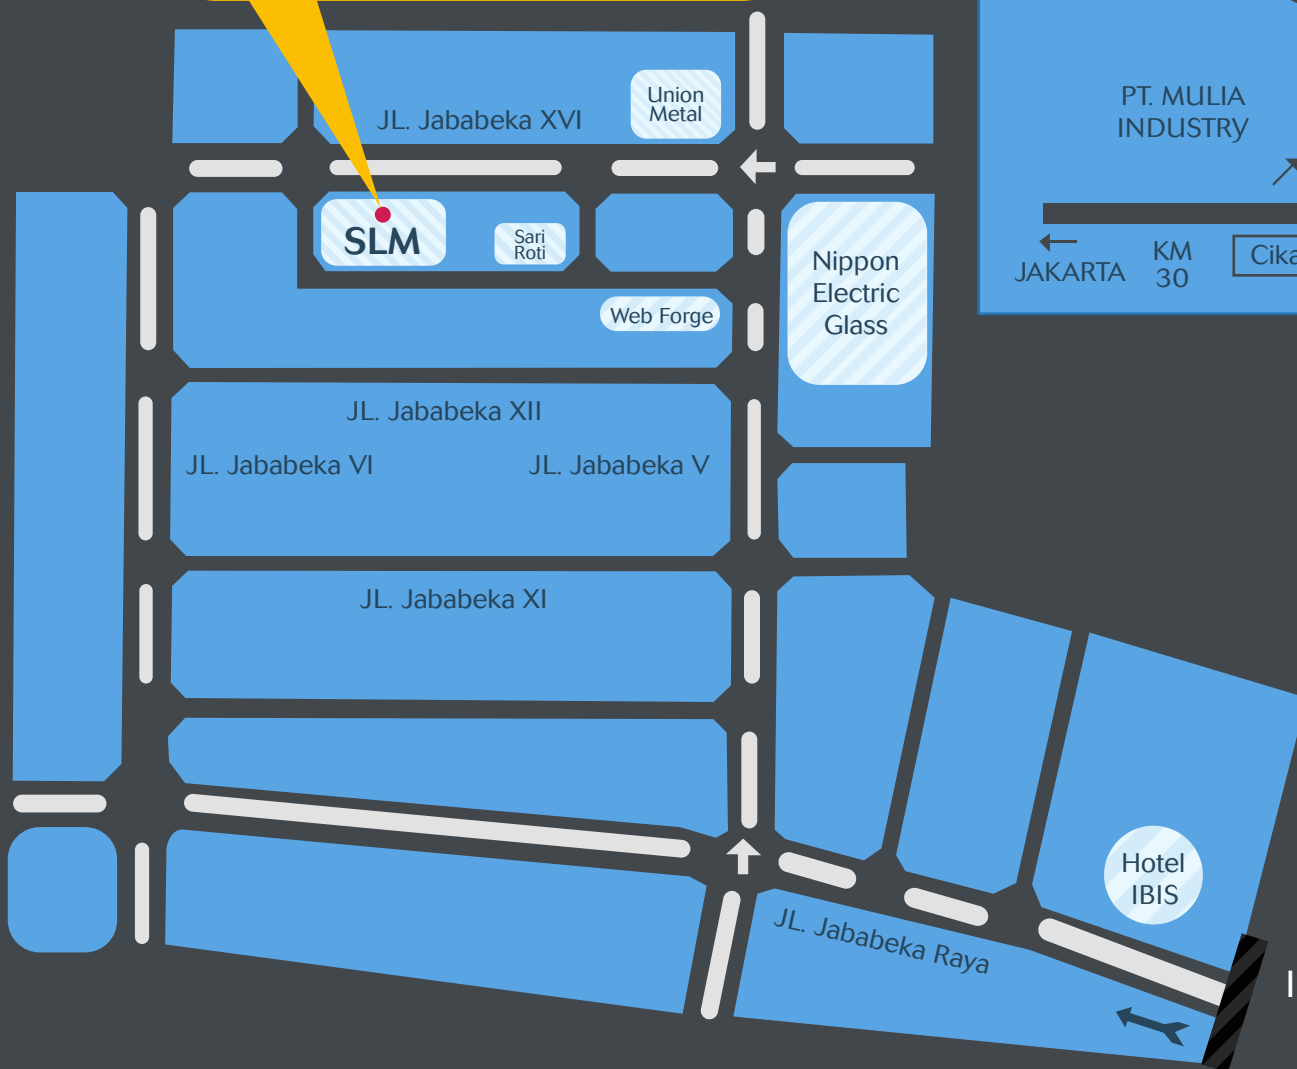 Union
Metal
JL. Jababeka XVI
PT. MULIA
INDUSTRY
SLM
Sari
Roti
Nippon
Electric
Glass
KM
30
JAKARTA
Web Forge
JL. Jababeka XII
JL. Jababeka VI
JL. Jababeka V
JL. Jababeka XI
Hotel
IBIS
JL. Jababeka Raya